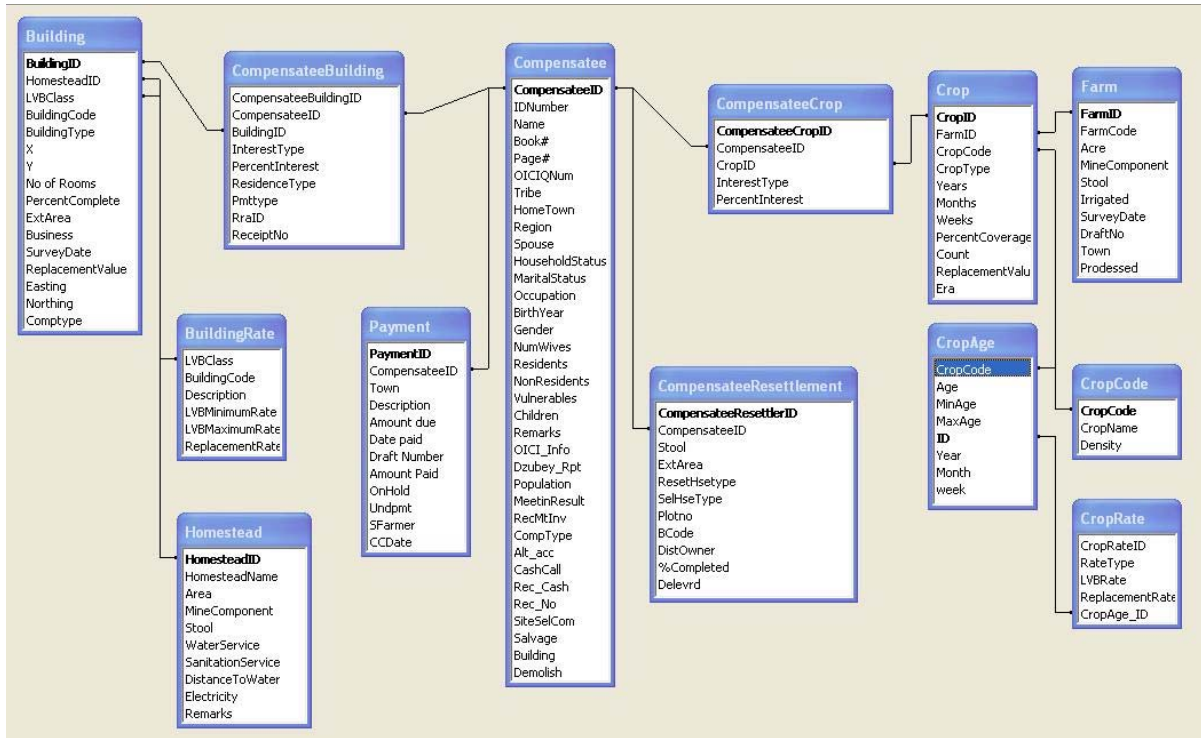 Building
BuildingID
HomesteadID
LVBClass
BuildingCode
BuildingType
X
Y
No of Rooms
PercentComplete
ExtArea
Business
SurveyDate
ReplacementValue
Easting
Northing
Comptype
CompensateeBuilding
CompensateeBuildingID
CompensateeID
BuildingID
InterestType
PercentInterest
ResidenceType
Pmttype
RraID
ReceiptNo
BuildingRate
LVBClass
BuildingCode
Description
LVBMinimumRate
LVBMaximumRate
ReplacementRate
Homestead
HomesteadID
HomesteadName
Area
MineComponent
Stool
WaterService
SanitationService
DistanceToWater
Electricity
Remarks
Payment
PaymentID
CompensateeID
Town
Description
Amount due
Date paid
Draft Number
Amount Paid
OnHold
Undpmt
SFarmer
CCDate
Compensatee
CompensateeID
IDNumber
Name
Book#
Page#
OICIQNum
Tribe
HomeTown
Region
Spouse
HouseholdStatus
MaritalStatus
Occupation
BirthYear
Gender
NumWives
Residents
NonResidents
Vulnerables
Children
Remarks
OICI_Info
Dzubey_Rpt
Population
MeetinResult
RecMtInv
CompType
Alt_acc
CashCall
Rec_Cash
Rec_No
SiteSelCom
Salvage
Building
Demolish
CompensateeCrop
CompensateeCropID
CompensateeID
CropID
InterestType
PercentInterest
CompensateeResettlement
CompensateeResettlerID
CompensateeID
Stool
ExtArea
ResetHsetype
SelHseType
Plotno
BCode
DistOwner
%Completed
Delevrd
Crop
CropID
FarmID
CropCode
CropType
Years
Months
Weeks
PercentCoverage
Count
ReplacementValu
Era
CropAge
CropCode
Age
MinAge
MaxAge
ID
Year
Month
week
Farm
FarmID
FarmCode
Acre
MineComponent
Stool
Irrigated
SurveyDate
DraftNo
Town
Prodessed
CropCode
CropCode
CropName
Density
CropRate
CropRateID
RateType
LVBRate
ReplacementRate
CropAge_ID